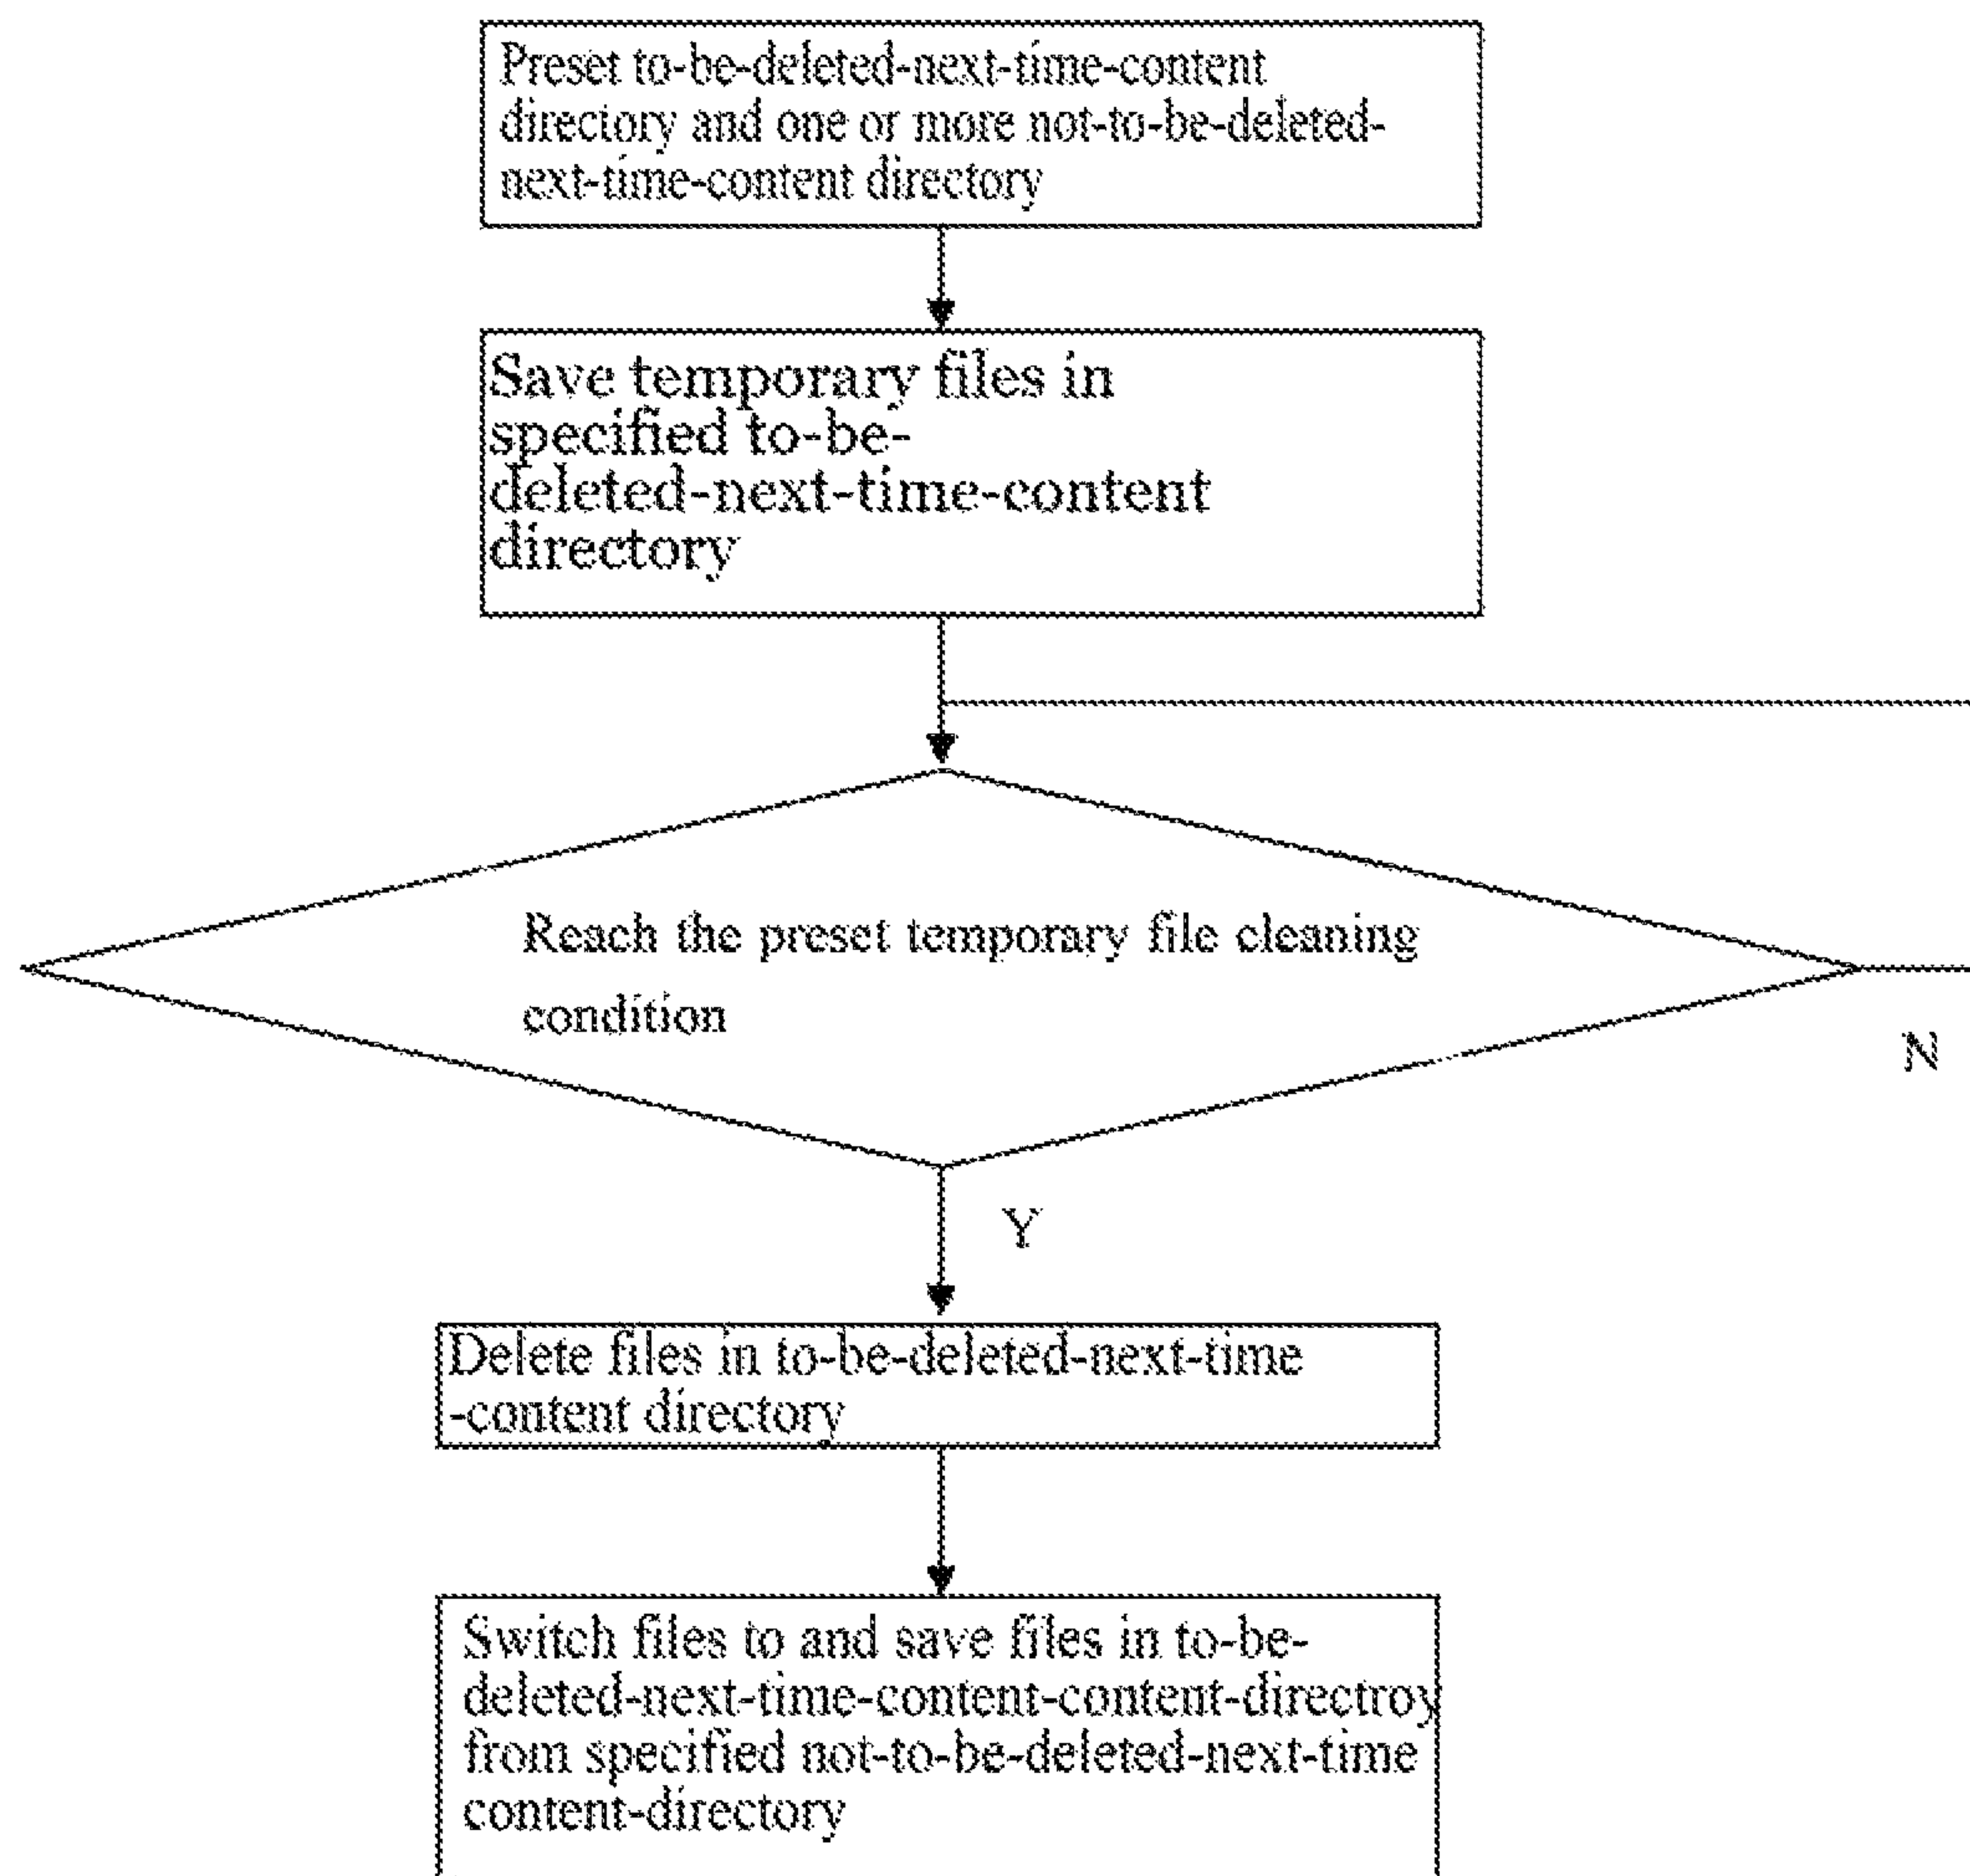 Preset to-be-deleted-next-time-content
directory and one or more not-to-be-deleted-
next-time-content directory
Save temporary files in
specified to-be-
deleted-next-time-content
directory
Reach the preset temporary file cleaning
condition
N
Y
Delete files in to-be-deleted-next-time
-content directory
Switch files to and save files in to-be-
deleted-next-time-content-content-directroy
from specified not-to-be-deleted-next-time
content-directory